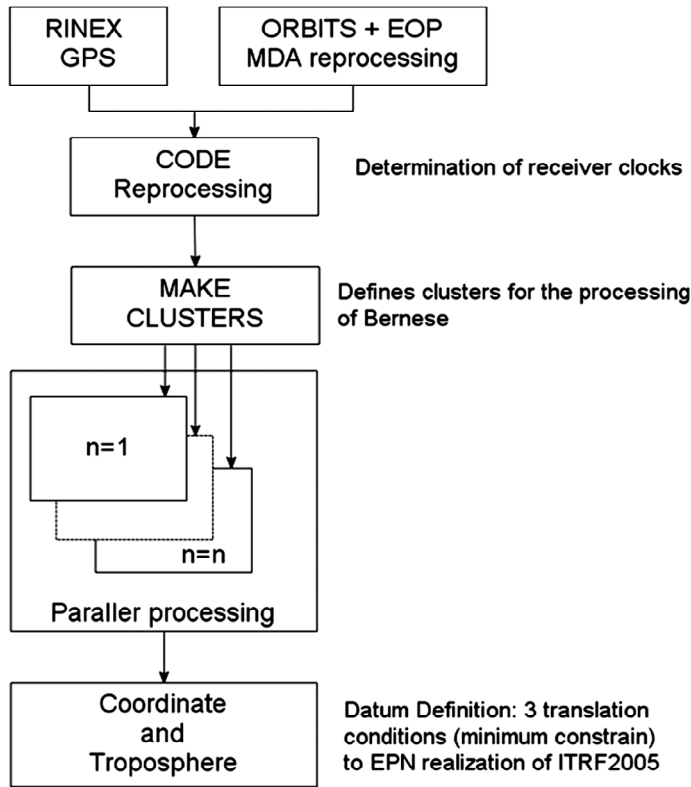 RINEX
GPS
ORBITS + EOP
MDA reprocessing
CODE
Reprocessing
Determination of receiver clocks
MAKE
CLUSTERS
Defines clusters for the processing
of Bernese
n=1
n=n
Paraller processing
Coordinate
and
Troposphere
Datum Definition: 3 translation
conditions (minimum constrain)
to EPN realization of ITRF2005